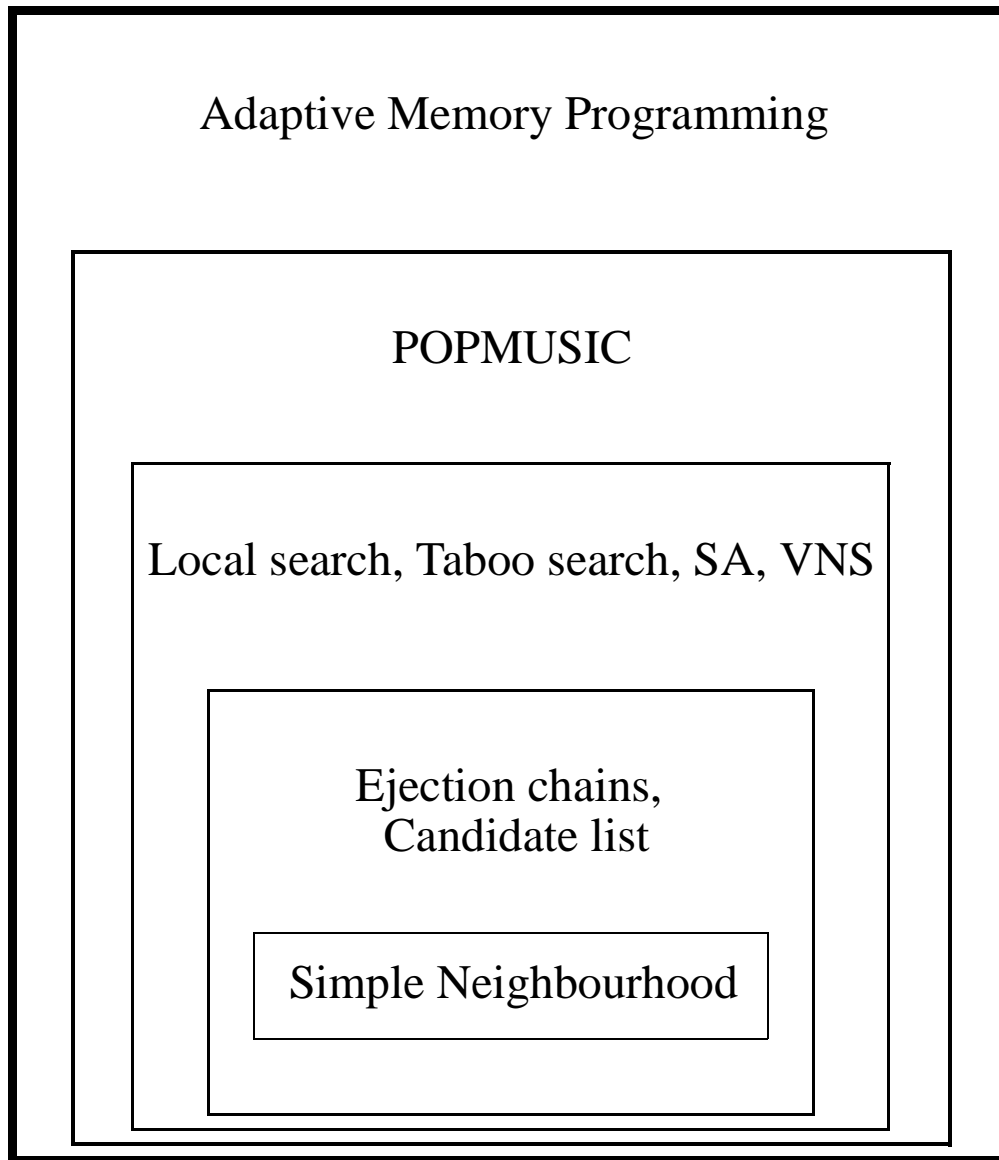 Adaptive Memory Programming
POPMUSIC
Local search, Taboo search, SA, VNS
Ejection chains,
Candidate list
Simple Neighbourhood